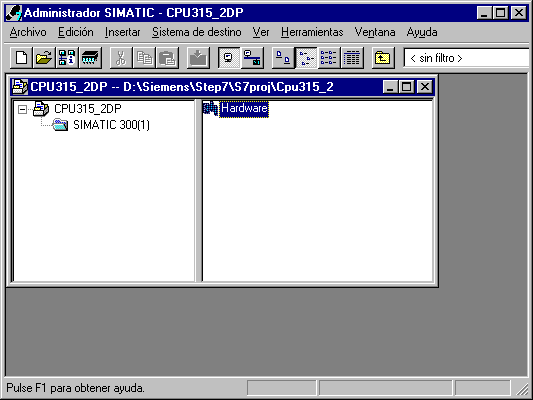 Administrador SIMATIC - CPU315_2DP
Archivo Edición Insertar Sistema de destino Ver Herramientas Ventana Ayuda
< sin filtro >
CPU315_2DP -- D:\Siemens\Step7\S7proj\Cpu315_2
CPU315_2DP
Hardware
SIMATIC 300(1)
Pulse F1 para obtener ayuda.